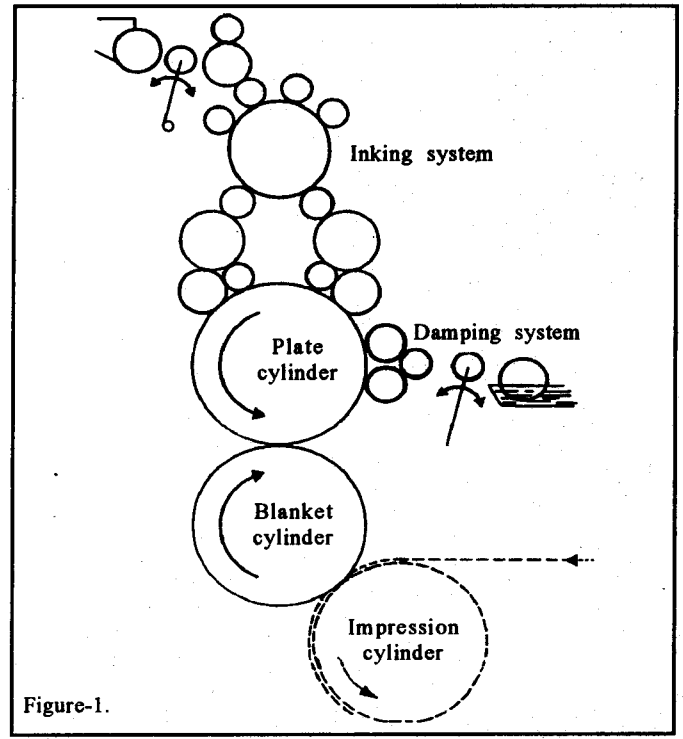 Inking system
Damping system
Plate
cylinder
Blanket
cylinder
Impression
cylinder
Figure-1.